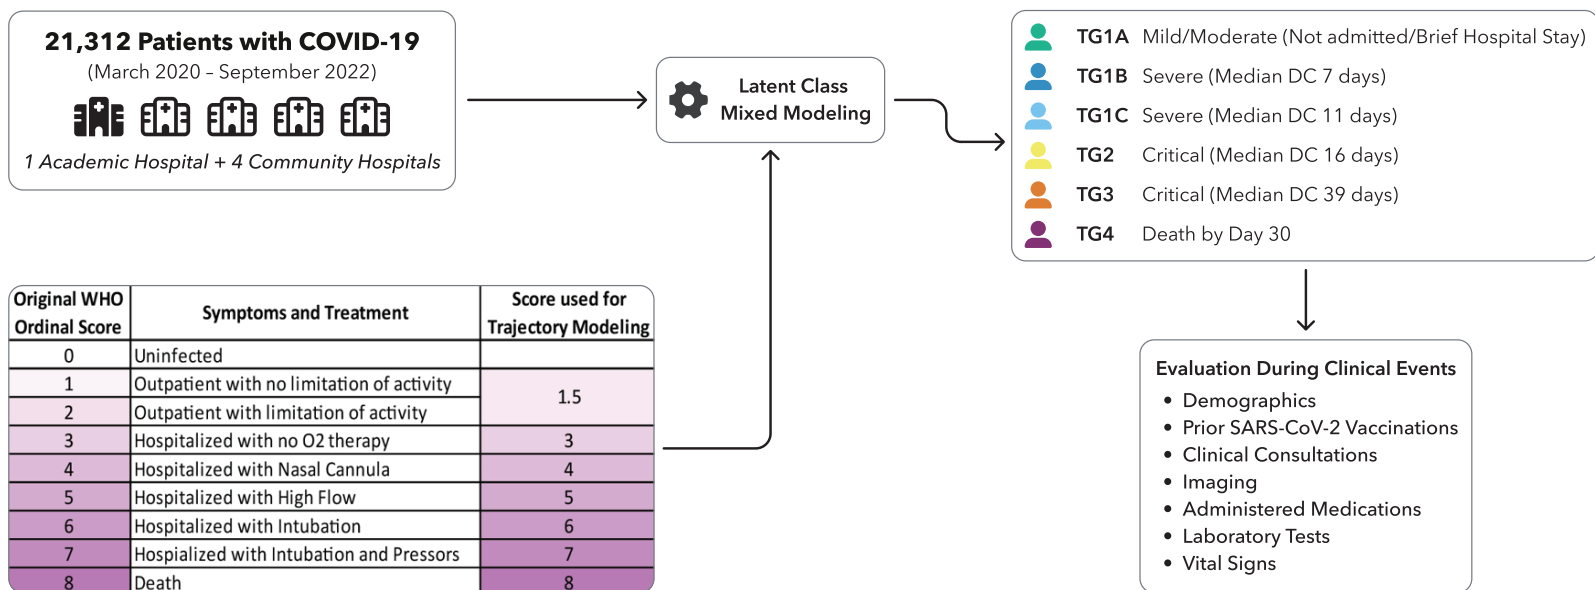 21,312 Patients with COVID-19
(March 2020 – September 2022)
1 Academic Hospital + 4 Community Hospitals
Latent Class
Mixed Modeling
TG1A Mild/Moderate (Not admitted/Brief Hospital Stay)
TG1B Severe (Median DC 7 days)
TG1C Severe (Median DC 11 days)
TG2 Critical (Median DC 16 days)
TG3 Critical (Median DC 39 days)
TG4 Death by Day 30
Original WHO Ordinal Score | Symptoms and Treatment | Score used for Trajectory Modeling
0 Uninfected
1 Outpatient with no limitation of activity 1.5
2 Outpatient with limitation of activity
3 Hospitalized with no O2 therapy 3
4 Hospitalized with Nasal Cannula 4
5 Hospitalized with High Flow 5
6 Hospitalized with Intubation 6
7 Hospialized with Intubation and Pressors 7
8 Death 8
Evaluation During Clinical Events
• Demographics
• Prior SARS-CoV-2 Vaccinations
• Clinical Consultations
• Imaging
• Administered Medications
• Laboratory Tests
• Vital Signs